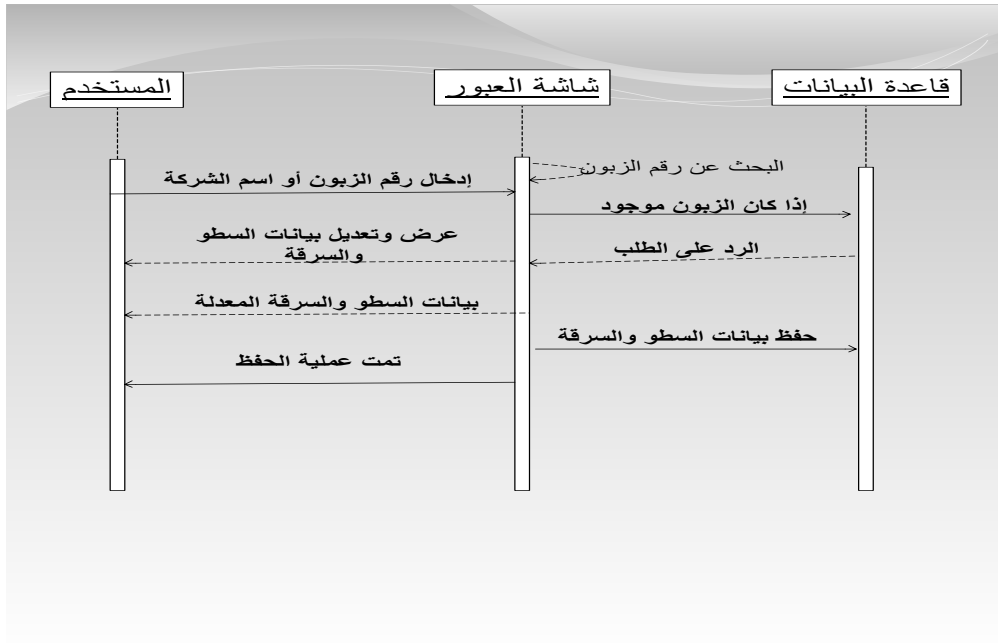 المستخدم
شاشة العبور
قاعدة البيانات
البحث عن رقم الزبون
إدخال رقم الزبون أو اسم الشركة
إذا كان الزبون موجود
عرض وتعديل بيانات السطو
والسرقة
الرد على الطلب
بيانات السطو والسرقة المعدلة
حفظ بيانات السطو والسرقة
تمت عملية الحفظ